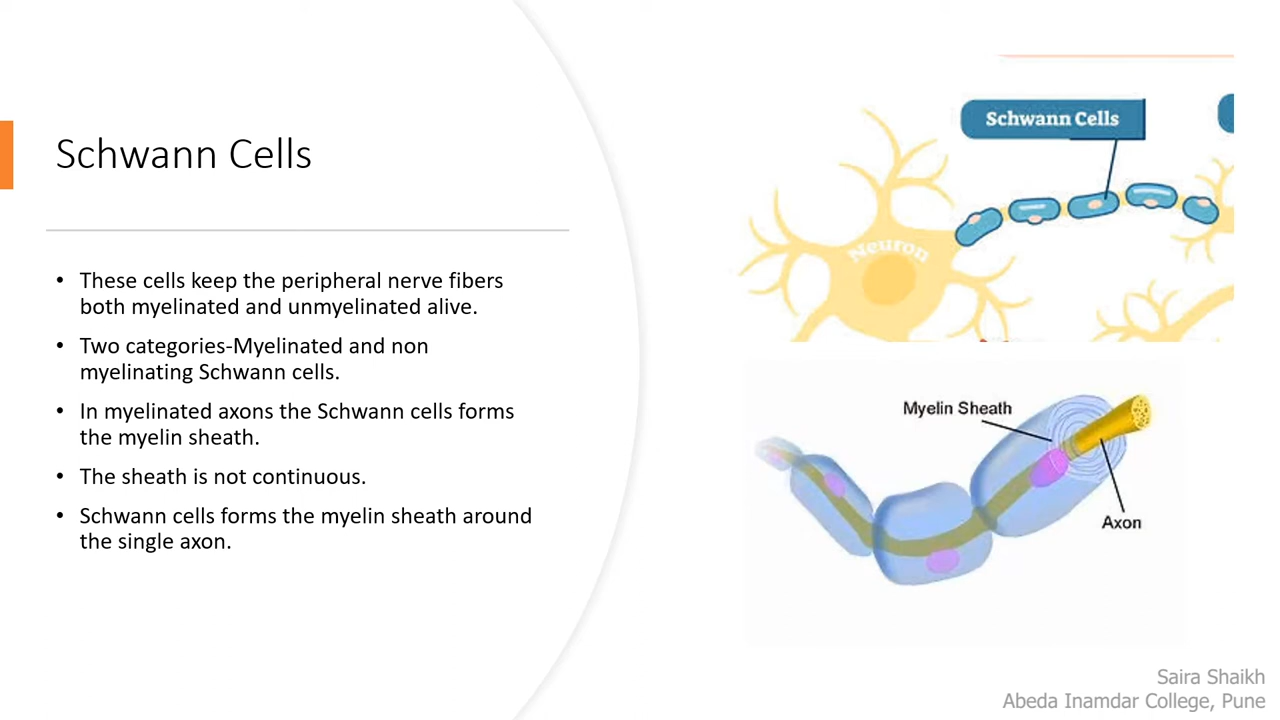 Schwann Cells
• These cells keep the peripheral nerve fibers
both myelinated and unmyelinated alive.
• Two categories-Myelinated and non
myelinating Schwann cells.
• In myelinated axons the Schwann cells forms
the myelin sheath.
• The sheath is not continuous.
• Schwann cells forms the myelin sheath around
the single axon.
Schwann Cells
Neuron
Myelin Sheath
Axon
Saira Shaikh
Abeda Inamdar College, Pune